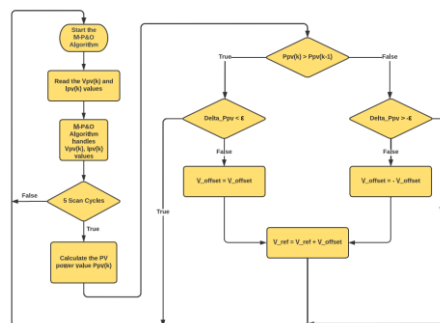 Start the
M-P&O
Algorithm
Read the Vpv(k) and
Ipv(k) values
M-P&O
Algorithm
handles
Vpv(k), Ipv(k)
values
False
5 Scan Cycles
True
Calculate the PV
power value Ppv(k)
Ppv(k) > Ppv(k-1)
True
False
Delta_Ppv < ε
Delta_Ppv > -ε
False
False
V_offset = V_offset
V_offset = - V_offset
True
V_ref = V_ref + V_offset